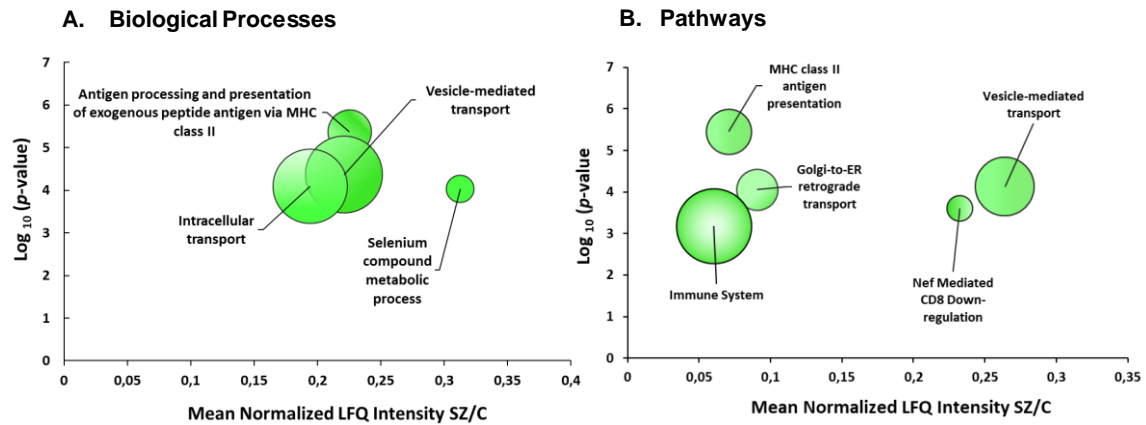 A. Biological Processes
7
6
5
4
3
2
1
0
Log 10 (p-value)
Antigen processing and presentation
of exogenous peptide antigen via MHC
class II
Vesicle-mediated
transport
Intracellular
transport
Selenium
compound
metabolic
process
0 0,05 0,1 0,15 0,2 0,25 0,3 0,35 0,4
Mean Normalized LFQ Intensity SZ/C
B. Pathways
7
6
5
4
3
2
1
0
Log 10 (p-value)
MHC class II
antigen
presentation
Vesicle-mediated
transport
Golgi-to-ER
retrograde
transport
Immune System
Nef Mediated
CD8 Down-
regulation
0 0,05 0,1 0,15 0,2 0,25 0,3 0,35
Mean Normalized LFQ Intensity SZ/C